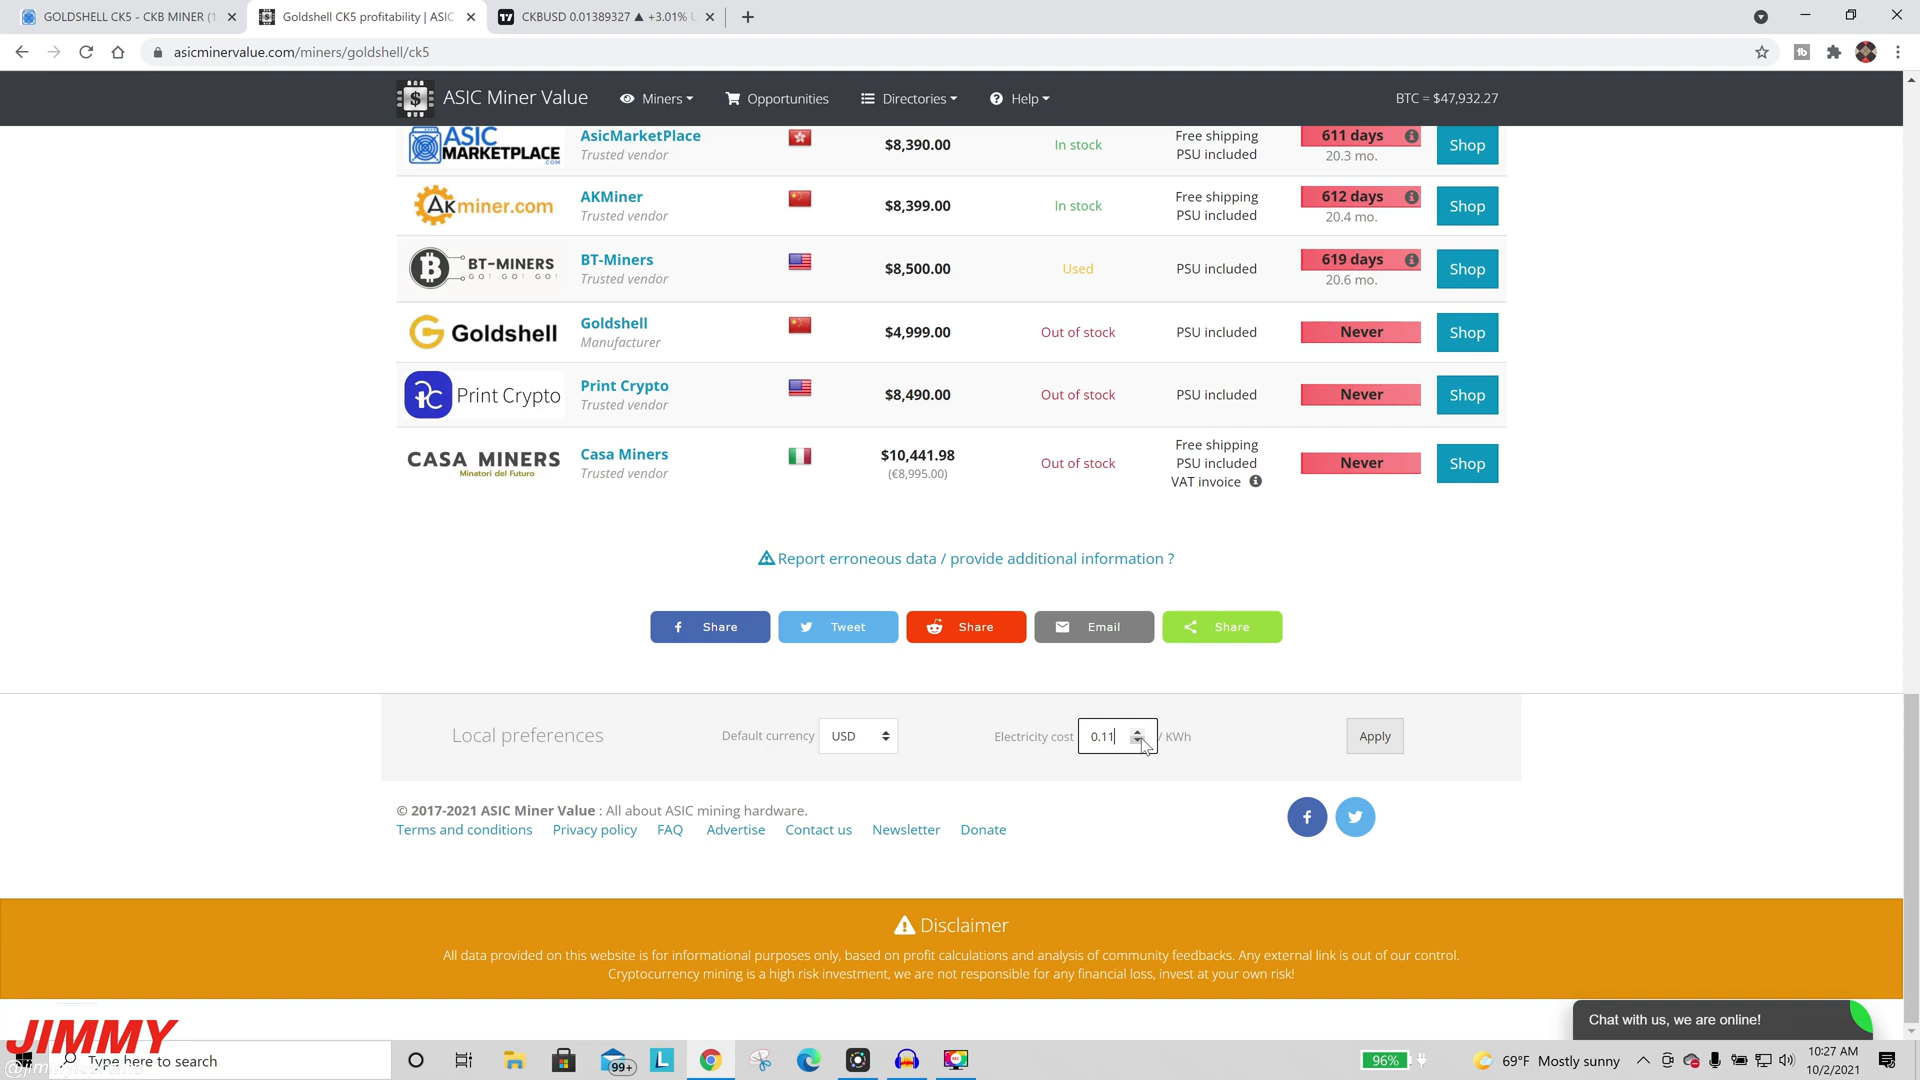 GOLDSHELL CK5 - CKB MINER (1
Goldshell CK5 profitability | ASIC
CKBUSD 0.01389327 ▲ +3.01%
asicminervalue.com/miners/goldshell/ck5
ASIC Miner Value
Miners
Opportunities
Directories
Help
BTC = $47,932.27
ASIC MARKETPLACE.COM
AsicMarketPlace
Trusted vendor
$8,390.00
In stock
Free shipping
PSU included
611 days
20.3 mo.
Shop
AKminer.com
AKMiner
Trusted vendor
$8,399.00
In stock
Free shipping
PSU included
612 days
20.4 mo.
Shop
BT-MINERS
GO! GO! GO!
BT-Miners
Trusted vendor
$8,500.00
Used
PSU included
619 days
20.6 mo.
Shop
Goldshell
Goldshell
Manufacturer
$4,999.00
Out of stock
PSU included
Never
Shop
Print Crypto
Print Crypto
Trusted vendor
$8,490.00
Out of stock
PSU included
Never
Shop
CASA MINERS
Minatori del Futuro
Casa Miners
Trusted vendor
$10,441.98
(€8,995.00)
Out of stock
Free shipping
PSU included
VAT invoice
Never
Shop
Report erroneous data / provide additional information ?
Share
Tweet
Share
Email
Share
Local preferences
Default currency
USD
Electricity cost
0.11
/ KWh
Apply
© 2017-2021 ASIC Miner Value : All about ASIC mining hardware.
Terms and conditions
Privacy policy
FAQ
Advertise
Contact us
Newsletter
Donate
Disclaimer
All data provided on this website is for informational purposes only, based on profit calculations and analysis of community feedbacks. Any external link is out of our control.
Cryptocurrency mining is a high risk investment, we are not responsible for any financial loss, invest at your own risk!
Chat with us, we are online!
JIMMY
Type here to search
99+
96%
69°F Mostly sunny
10:27 AM
10/2/2021